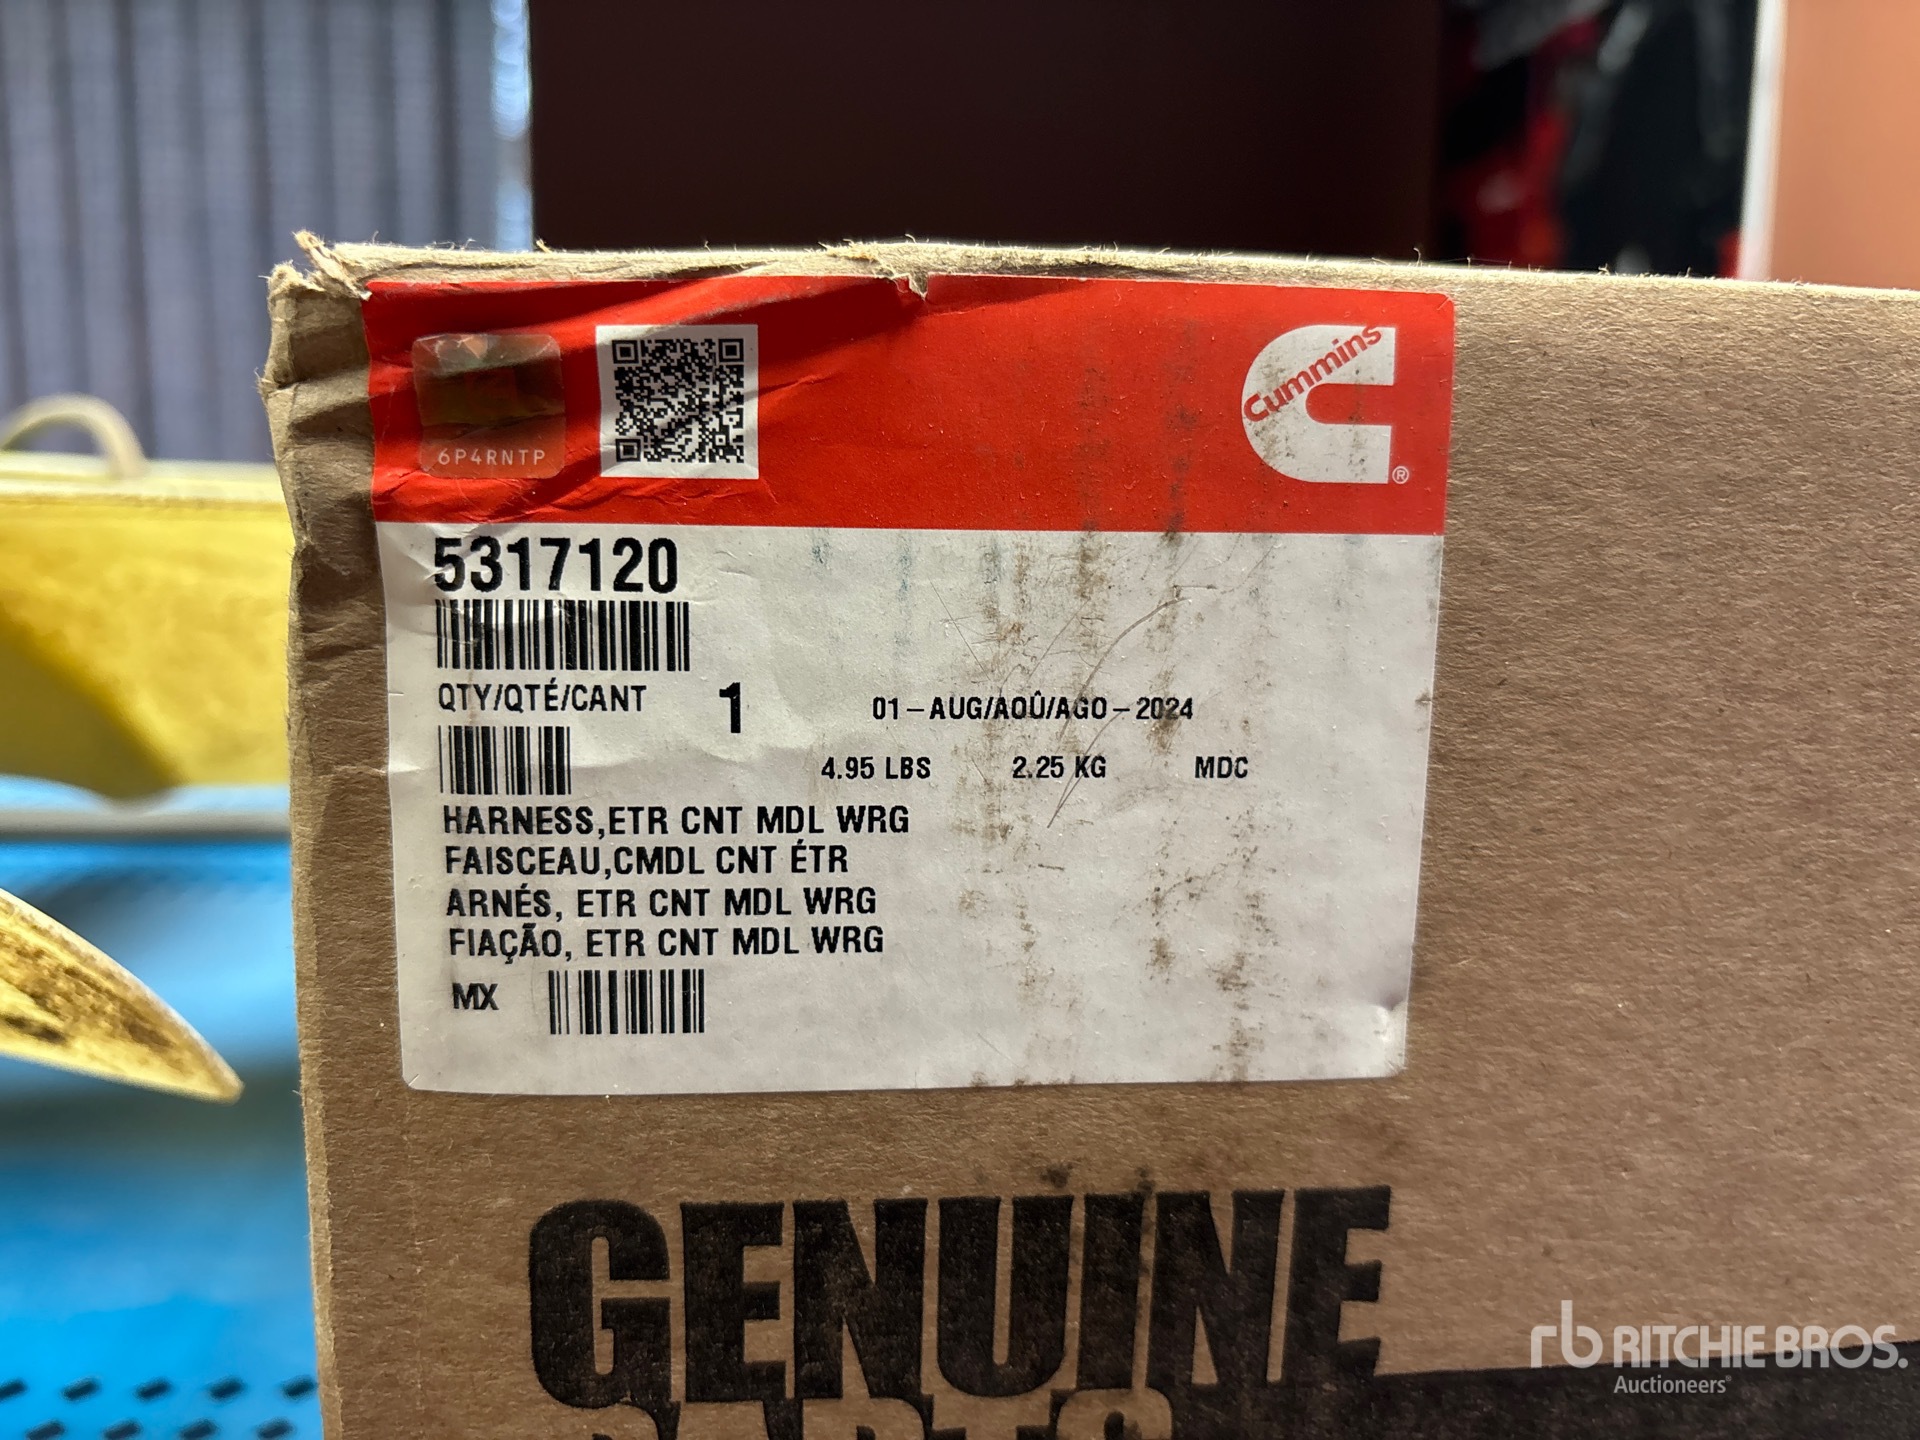 Cummins
®
6P4RNTP
5317120
QTY/QTÉ/CANT 1 01-AUG/AOÛ/AGO-2024
4.95 LBS 2.25 KG MDC
HARNESS,ETR CNT MDL WRG
FAISCEAU,CMDL CNT ÉTR
ARNÉS, ETR CNT MDL WRG
FIAÇÃO, ETR CNT MDL WRG
MX
GENUINE
PARTS
rb RITCHIE BROS.
Auctioneers